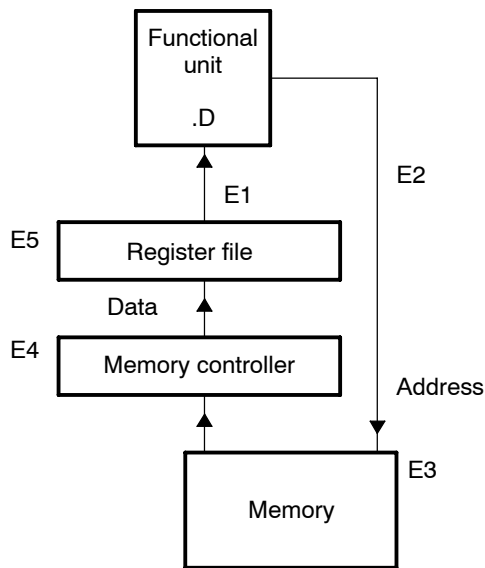 Functional
unit
.D
E2
E1
E5
Register file
Data
E4
Memory controller
Address
E3
Memory